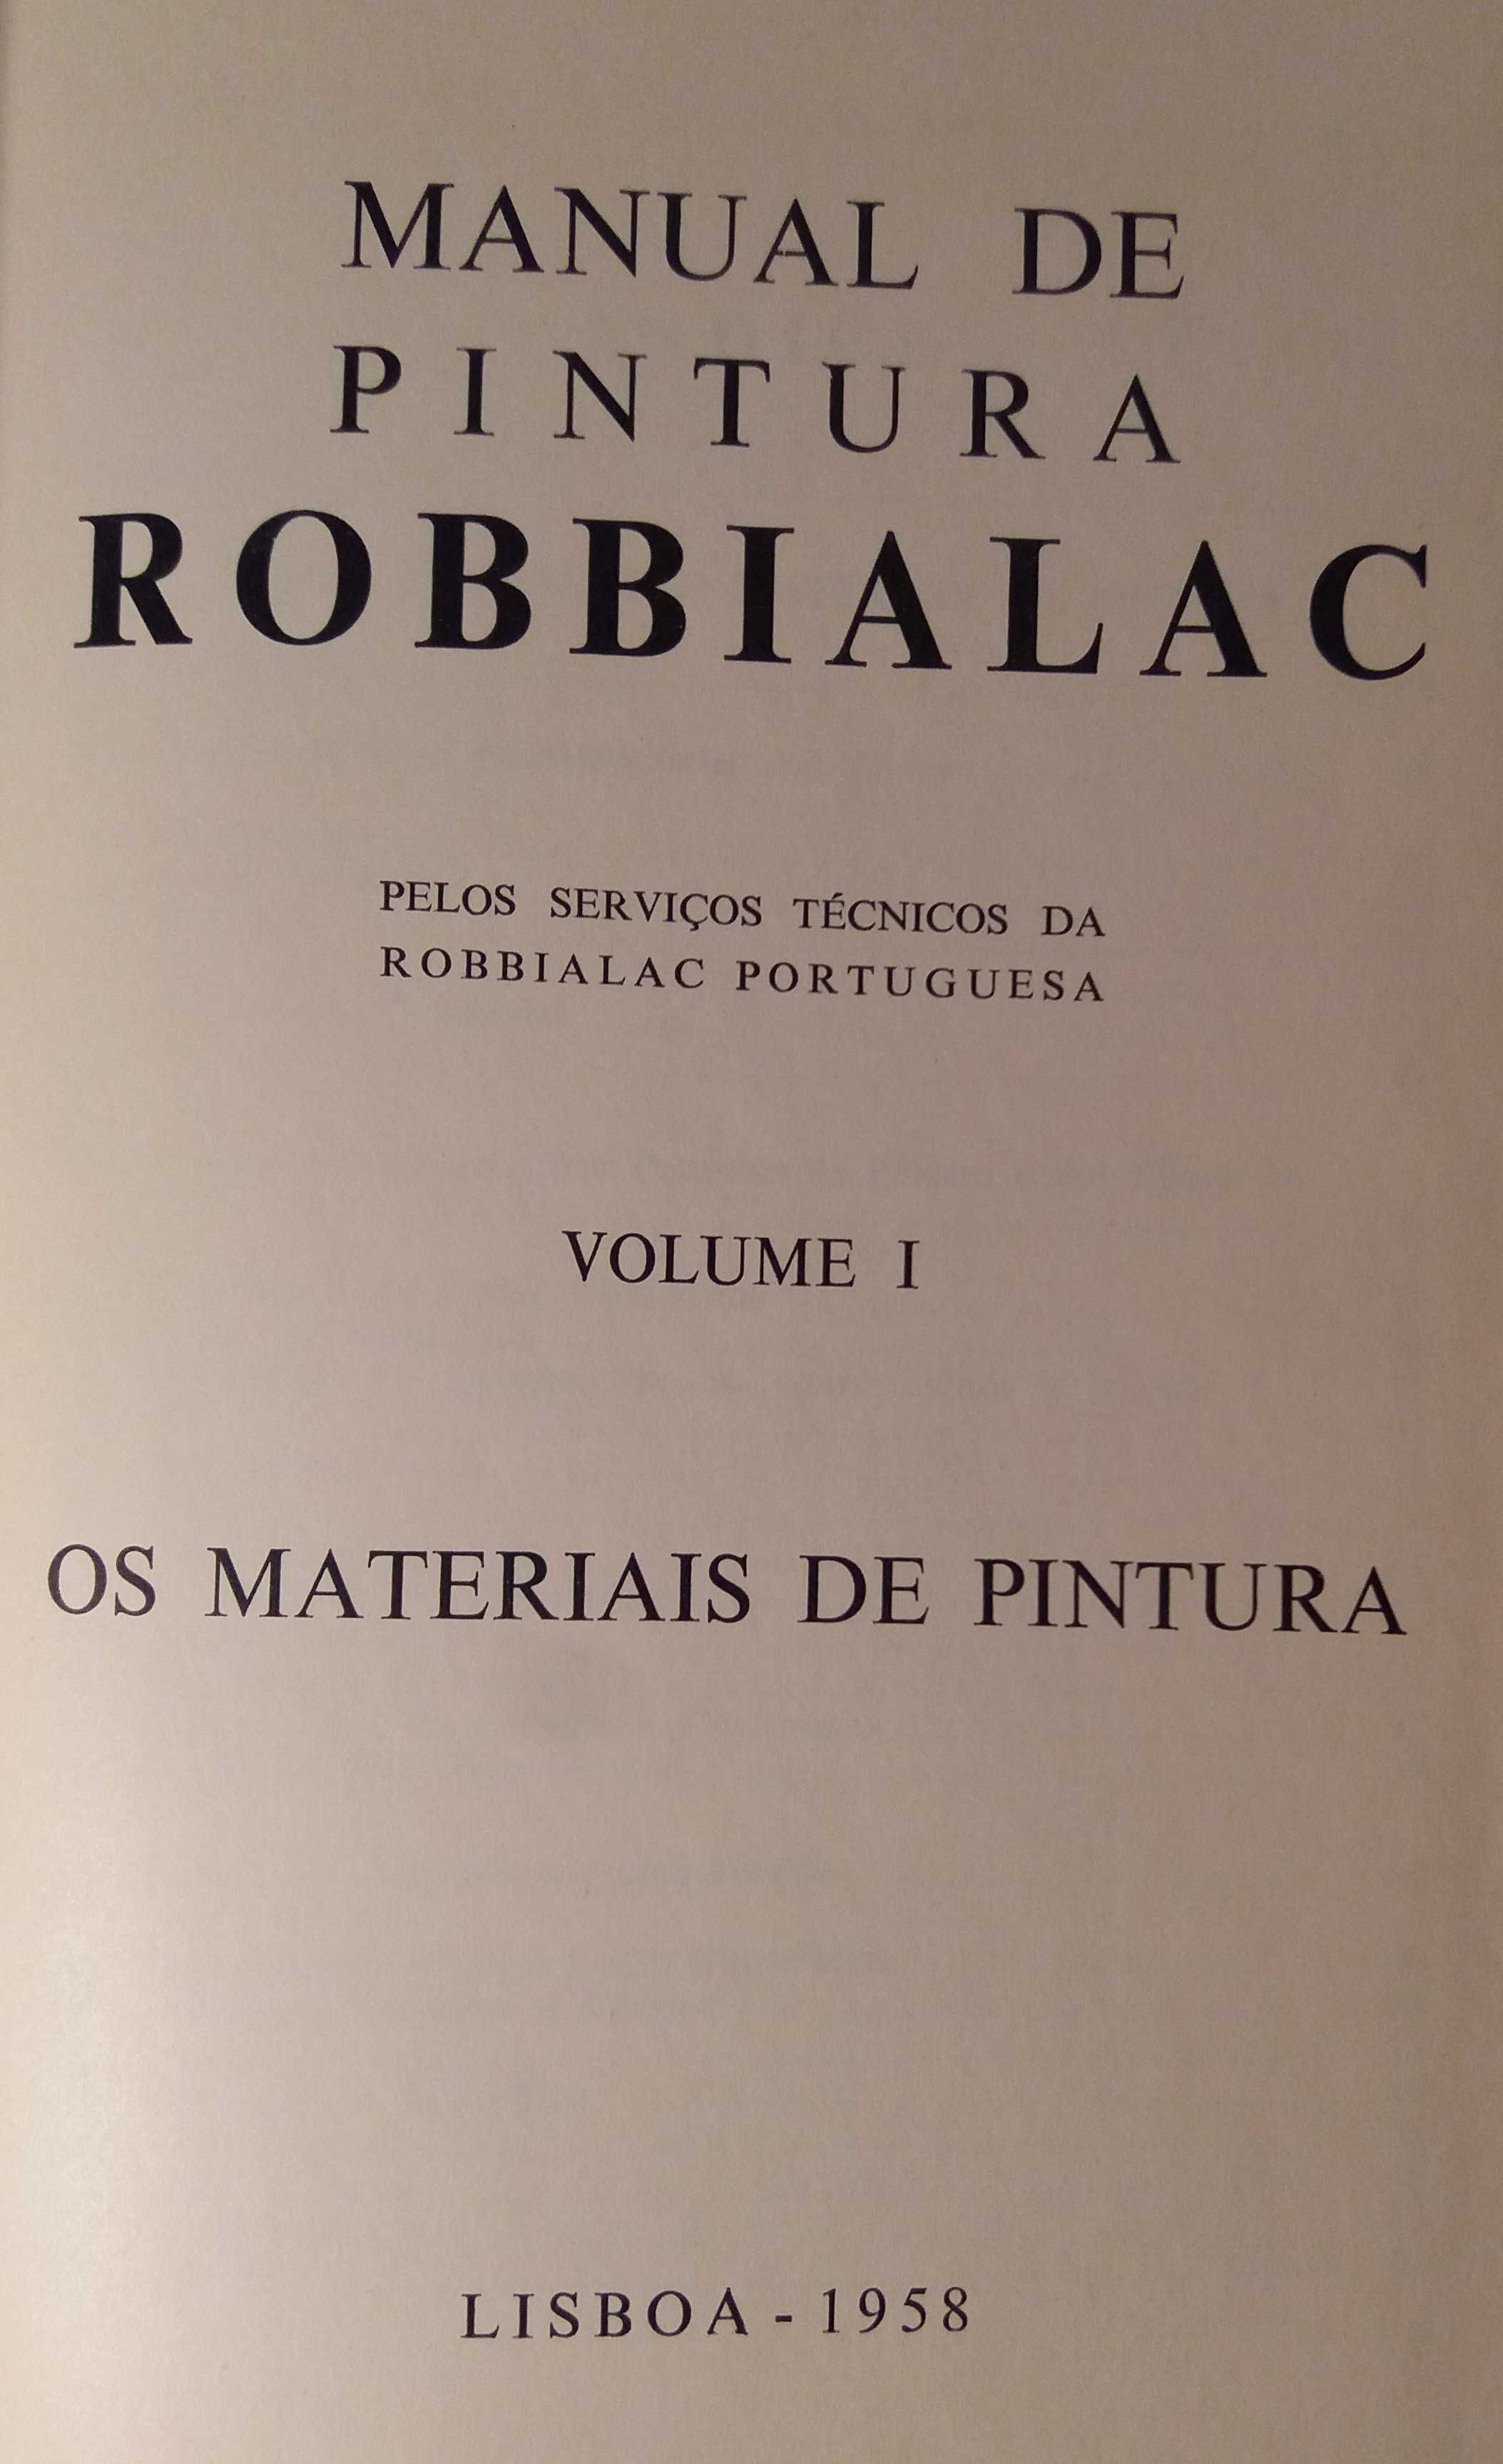 MANUAL DE
PINTURA
ROBBIALAC
PELOS SERVIÇOS TÉCNICOS DA
ROBBIALAC PORTUGUESA
VOLUME I
OS MATERIAIS DE PINTURA
LISBOA - 1958